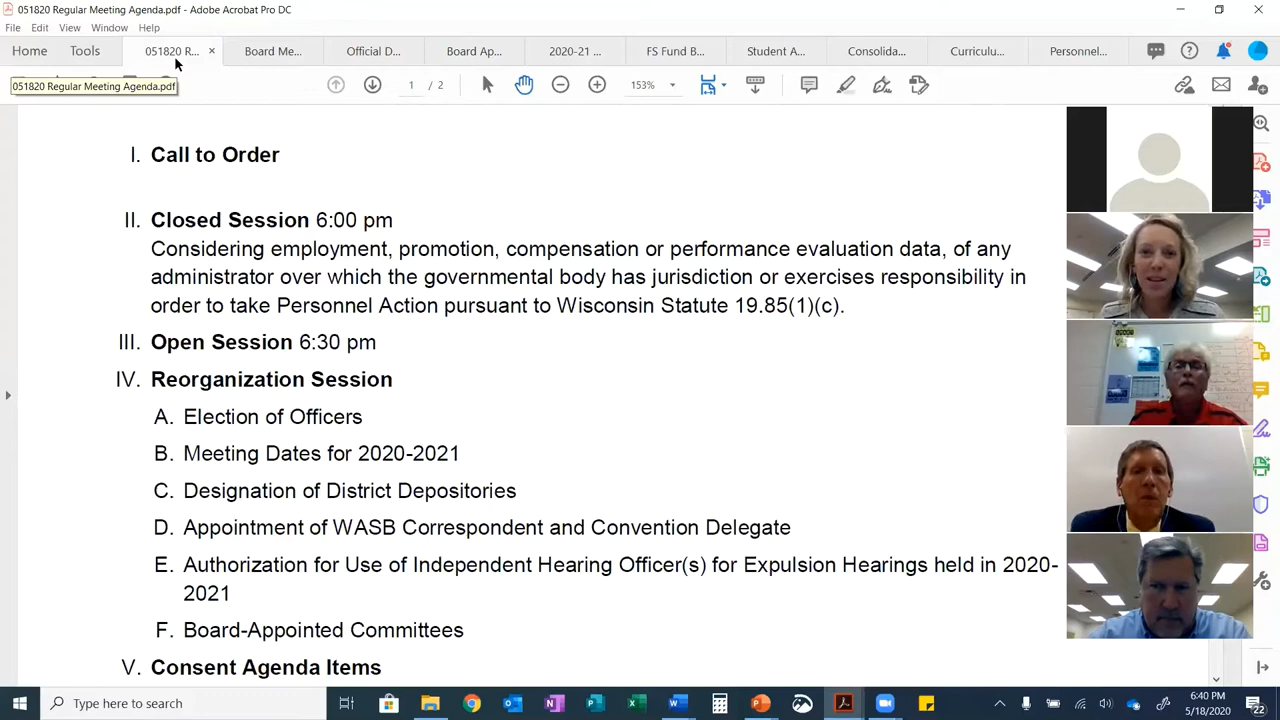 051820 Regular Meeting Agenda.pdf - Adobe Acrobat Pro DC
File Edit View Window Help
Home Tools 051820 R... × Board Me... Official D... Board Ap... 2020-21 ... FS Fund B... Student A... Consolida... Curriculu... Personnel...
051820 Regular Meeting Agenda.pdf
1 / 2 153%
I. Call to Order
II. Closed Session 6:00 pm
Considering employment, promotion, compensation or performance evaluation data, of any
administrator over which the governmental body has jurisdiction or exercises responsibility in
order to take Personnel Action pursuant to Wisconsin Statute 19.85(1)(c).
III. Open Session 6:30 pm
IV. Reorganization Session
A. Election of Officers
B. Meeting Dates for 2020-2021
C. Designation of District Depositories
D. Appointment of WASB Correspondent and Convention Delegate
E. Authorization for Use of Independent Hearing Officer(s) for Expulsion Hearings held in 2020-
2021
F. Board-Appointed Committees
V. Consent Agenda Items
Type here to search
6:40 PM
5/18/2020
22